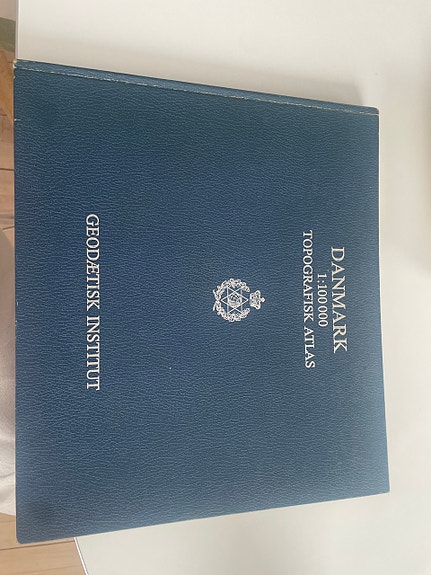 DANMARK
1:100 000
TOPOGRAFISK ATLAS
GEODÆTISK INSTITUT